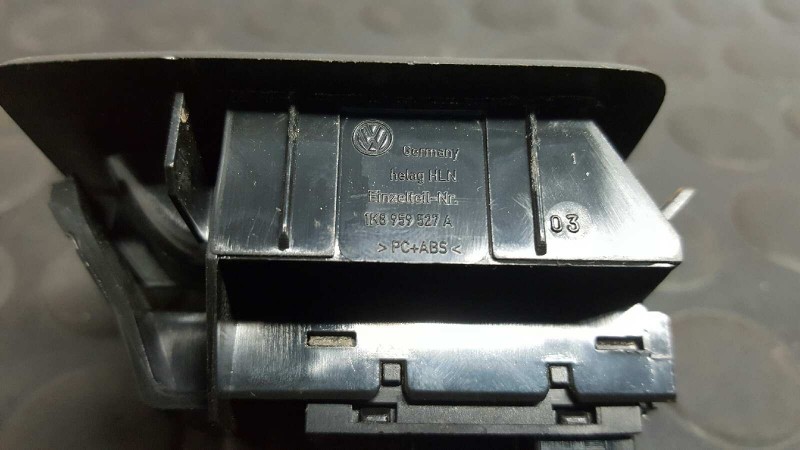 Germany
helag HLN
Einzelteil-Nr.
1K8 959 527 A
> PC+ABS <
1
03